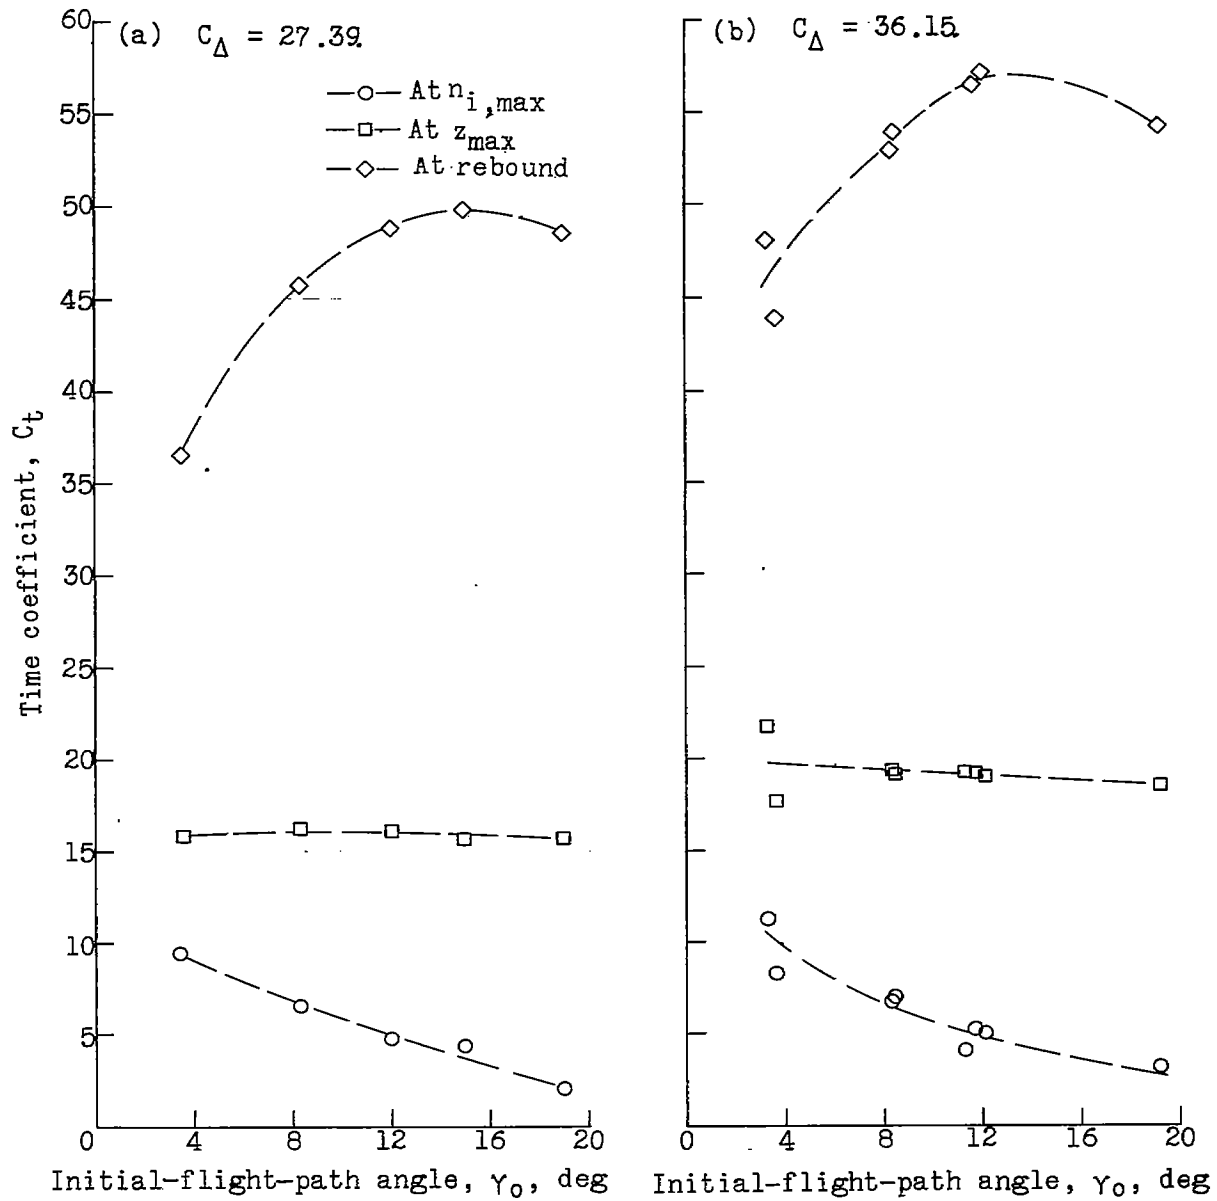 (a) C_Δ = 27.39
At n_i,max
At z_max
At rebound
(b) C_Δ = 36.15
Time coefficient, C_t
60
55
50
45
40
35
30
25
20
15
10
5
0 4 8 12 16 20
0 4 8 12 16 20
Initial-flight-path angle, γ_o, deg
Initial-flight-path angle, γ_o, deg